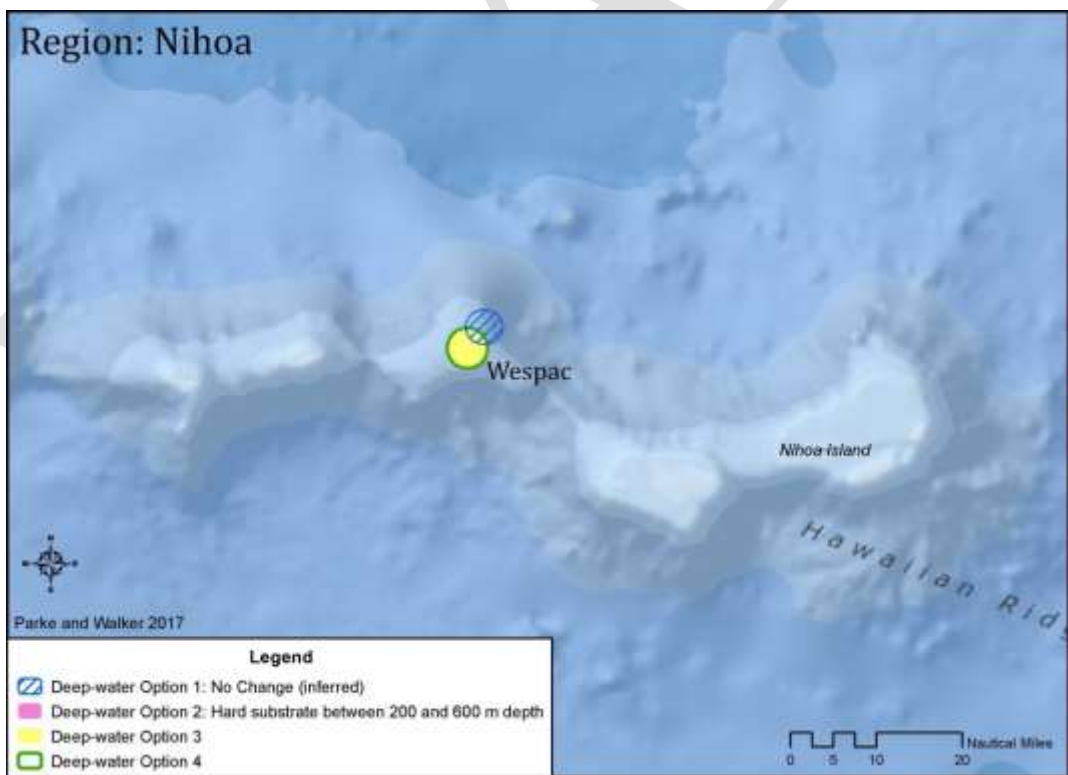 Region: Nihoa
Wespac
Nihoa Island
Hawaiian Ridg
Parke and Walker 2017
Legend
Deep-water Option 1: No Change (inferred)
Deep-water Option 2: Hard substrate between 200 and 600 m depth
Deep-water Option 3
Deep-water Option 4
Nautical Miles
0 5 10 20